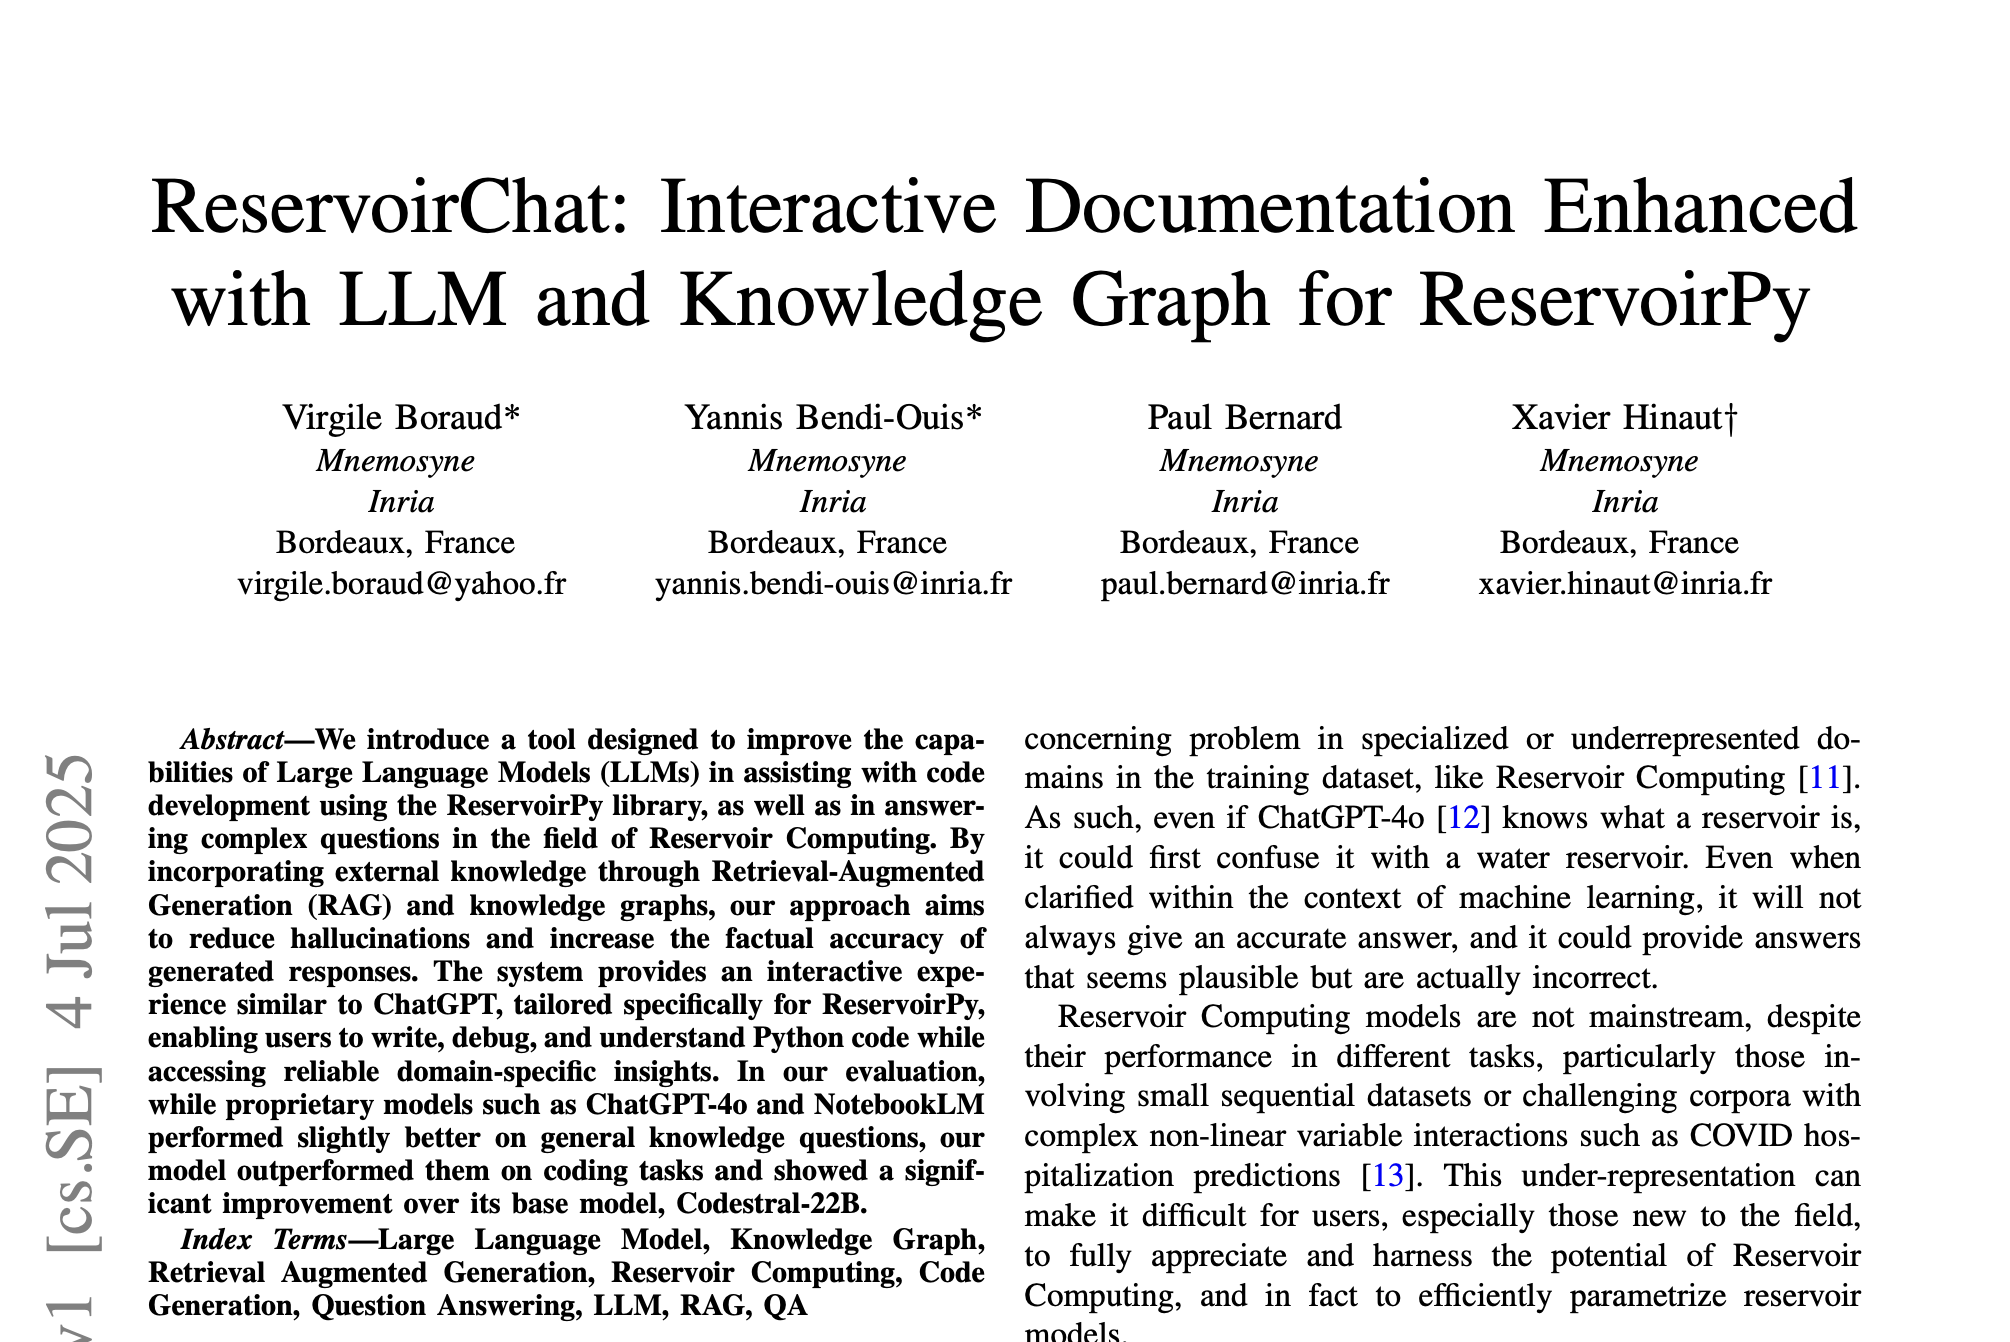 ReservoirChat: Interactive Documentation Enhanced
with LLM and Knowledge Graph for ReservoirPy
Virgile Boraud*
Mnemosyne
Inria
Bordeaux, France
virgile.boraud@yahoo.fr
Yannis Bendi-Ouis*
Mnemosyne
Inria
Bordeaux, France
yannis.bendi-ouis@inria.fr
Paul Bernard
Mnemosyne
Inria
Bordeaux, France
paul.bernard@inria.fr
Xavier Hinaut†
Mnemosyne
Inria
Bordeaux, France
xavier.hinaut@inria.fr
v1 [cs.SE] 4 Jul 2025
Abstract—We introduce a tool designed to improve the capa-
bilities of Large Language Models (LLMs) in assisting with code
development using the ReservoirPy library, as well as in answer-
ing complex questions in the field of Reservoir Computing. By
incorporating external knowledge through Retrieval-Augmented
Generation (RAG) and knowledge graphs, our approach aims
to reduce hallucinations and increase the factual accuracy of
generated responses. The system provides an interactive expe-
rience similar to ChatGPT, tailored specifically for ReservoirPy,
enabling users to write, debug, and understand Python code while
accessing reliable domain-specific insights. In our evaluation,
while proprietary models such as ChatGPT-4o and NotebookLM
performed slightly better on general knowledge questions, our
model outperformed them on coding tasks and showed a signif-
icant improvement over its base model, Codestral-22B.
Index Terms—Large Language Model, Knowledge Graph,
Retrieval Augmented Generation, Reservoir Computing, Code
Generation, Question Answering, LLM, RAG, QA
concerning problem in specialized or underrepresented do-
mains in the training dataset, like Reservoir Computing [11].
As such, even if ChatGPT-4o [12] knows what a reservoir is,
it could first confuse it with a water reservoir. Even when
clarified within the context of machine learning, it will not
always give an accurate answer, and it could provide answers
that seems plausible but are actually incorrect.
Reservoir Computing models are not mainstream, despite
their performance in different tasks, particularly those in-
volving small sequential datasets or challenging corpora with
complex non-linear variable interactions such as COVID hos-
pitalization predictions [13]. This under-representation can
make it difficult for users, especially those new to the field,
to fully appreciate and harness the potential of Reservoir
Computing, and in fact to efficiently parametrize reservoir
models.